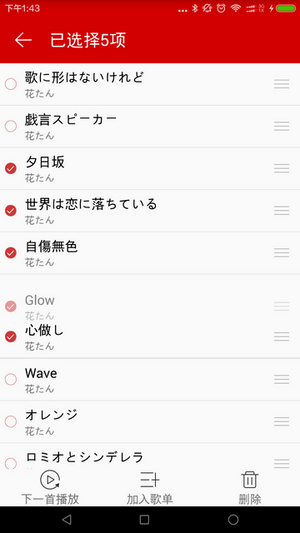 下午1:43
已选择5项
歌に形はないけれど
花たん
戯言スピーカー
花たん
夕日坂
花たん
世界は恋に落ちている
花たん
自傷無色
花たん
Glow
花たん
心做し
花たん
Wave
花たん
オレンジ
花たん
ロミオとシンデレラ
下一首播放 加入歌单 删除